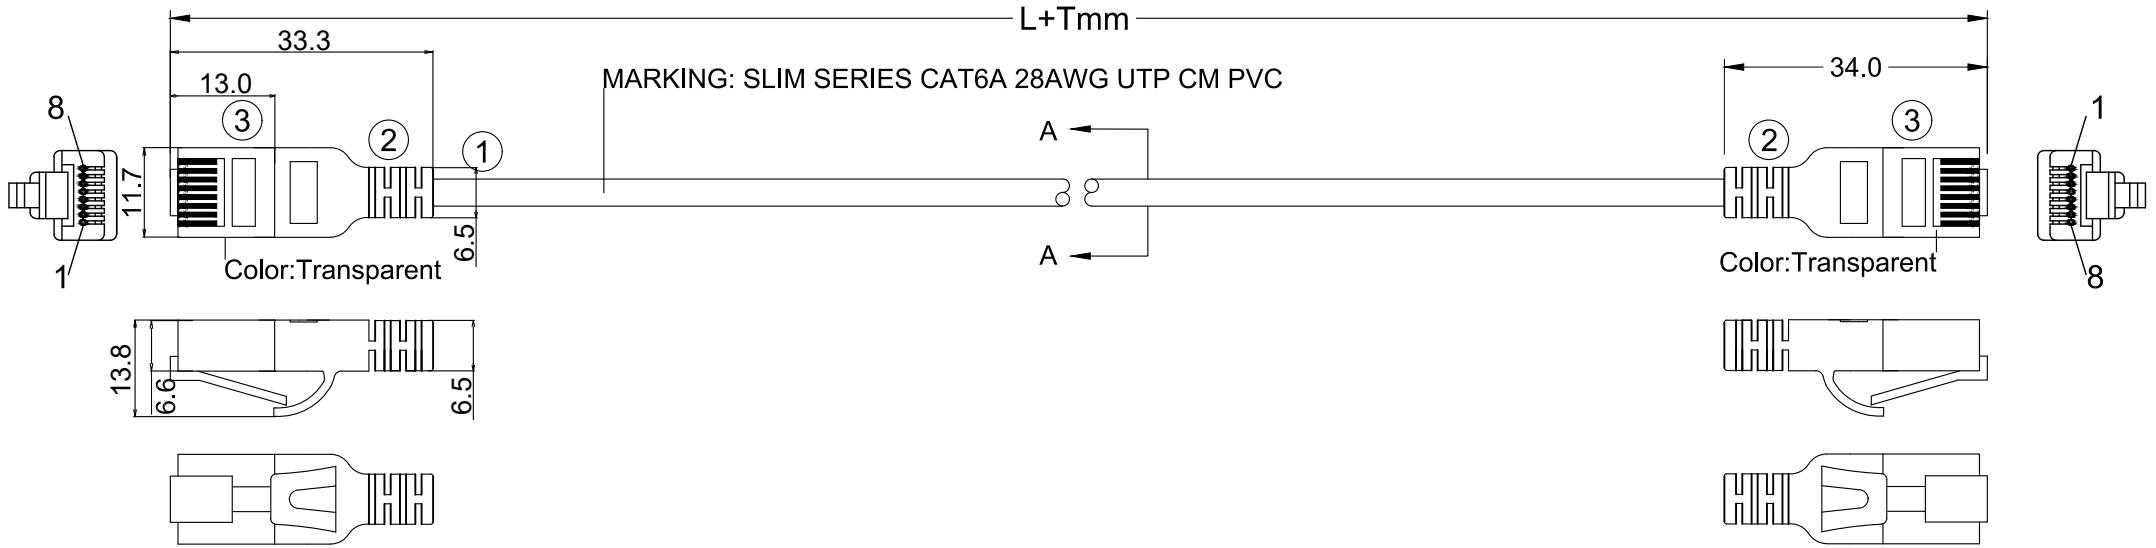 L+Tmm
33.3
MARKING: SLIM SERIES CAT6A 28AWG UTP CM PVC
34.0
13.0
8
3
2
1
A
2
3
1
11.7
6.5
1
Color:Transparent
A
Color:Transparent
8
13.8
6.6
6.5